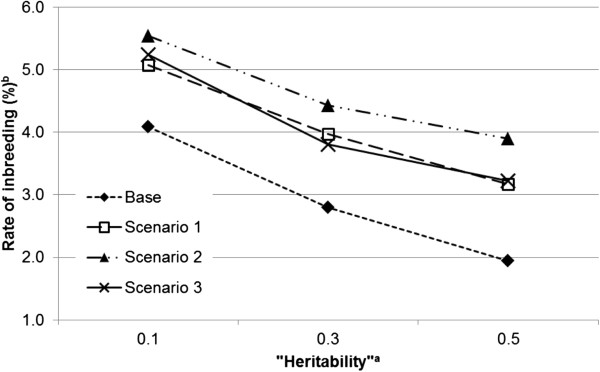 6.0
5.0
4.0
3.0
2.0
1.0
Rate of inbreeding (%)b
Base
Scenario 1
Scenario 2
Scenario 3
0.1 0.3 0.5
"Heritability"a